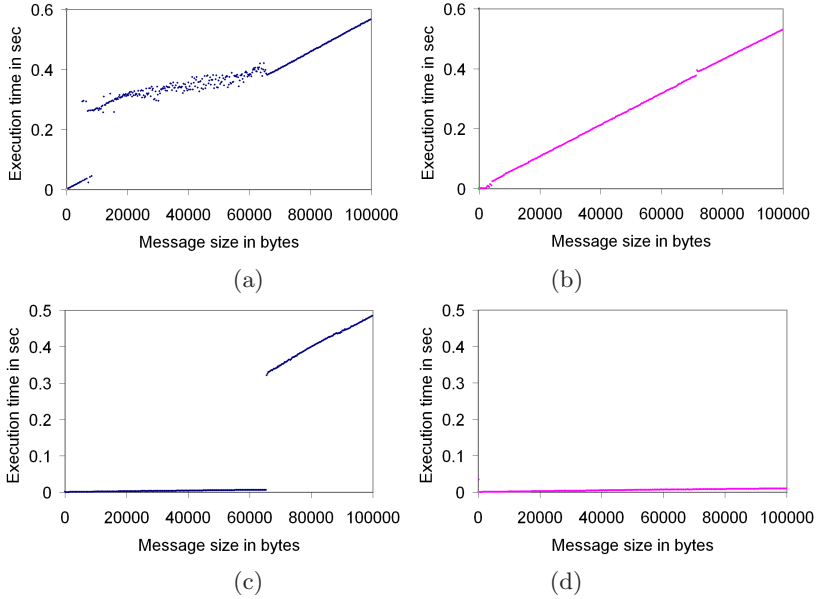 0.6 0.6
Execution time in sec Execution time in sec
0.4 0.4
0.2 0.2
0 0
0 20000 40000 60000 80000 100000 0 20000 40000 60000 80000 100000
Message size in bytes Message size in bytes
(a) (b)
0.5 0.5
Execution time in sec Execution time in sec
0.4 0.4
0.3 0.3
0.2 0.2
0.1 0.1
0 0
0 20000 40000 60000 80000 100000 0 20000 40000 60000 80000 100000
Message size in bytes Message size in bytes
(c) (d)